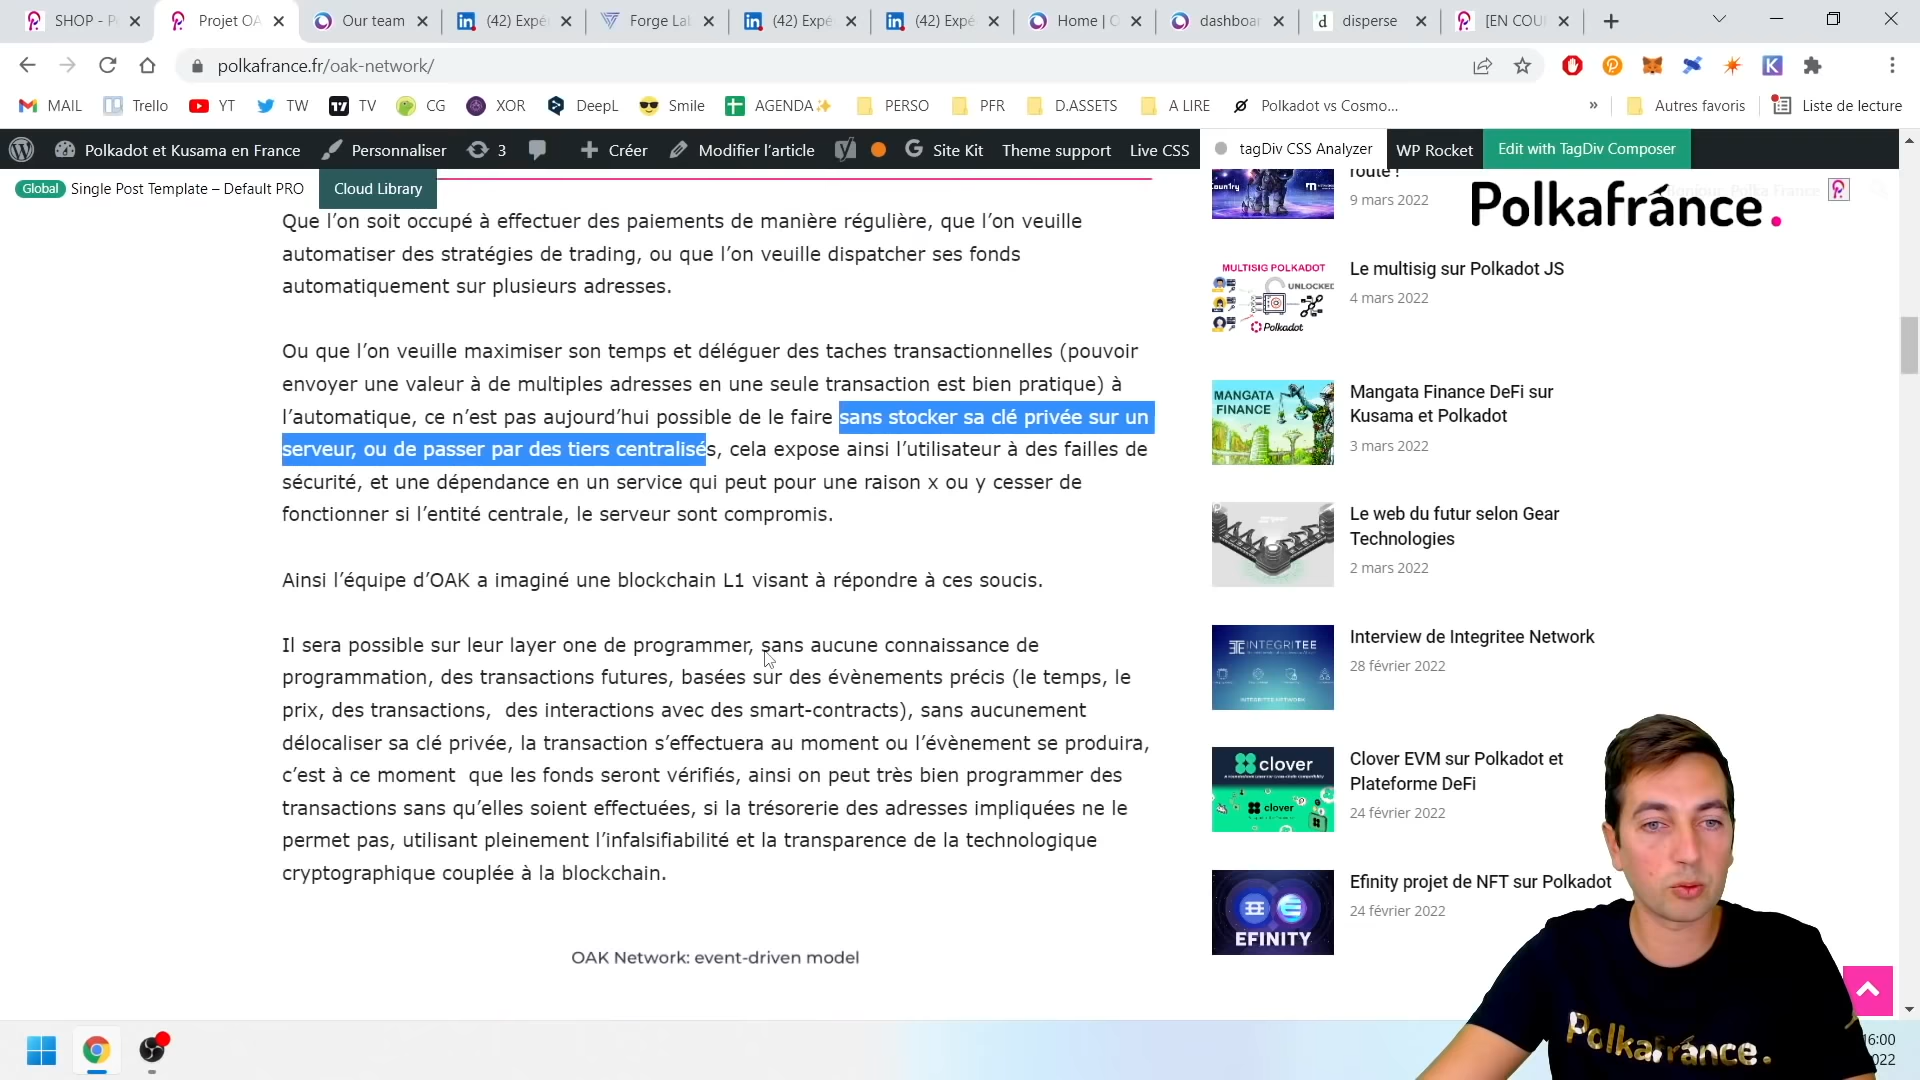 SHOP - P
Projet OA
Our team
(42) Expé
Forge Lab
(42) Expé
(42) Expé
Home | O
dashboar
disperse
[EN COU
polkafrance.fr/oak-network/
MAIL
Trello
YT
TW
TV
CG
XOR
DeepL
Smile
AGENDA
PERSO
PFR
D.ASSETS
A LIRE
Polkadot vs Cosmo...
»
Autres favoris
Liste de lecture
Polkadot et Kusama en France
Personnaliser
3
Créer
Modifier l'article
Site Kit
Theme support
Live CSS
tagDiv CSS Analyzer
WP Rocket
Edit with TagDiv Composer
Global
Single Post Template – Default PRO
Cloud Library
Que l'on soit occupé à effectuer des paiements de manière régulière, que l'on veuille
automatiser des stratégies de trading, ou que l'on veuille dispatcher ses fonds
automatiquement sur plusieurs adresses.
Ou que l'on veuille maximiser son temps et déléguer des taches transactionnelles (pouvoir
envoyer une valeur à de multiples adresses en une seule transaction est bien pratique) à
l'automatique, ce n'est pas aujourd'hui possible de le faire sans stocker sa clé privée sur un
serveur, ou de passer par des tiers centralisés, cela expose ainsi l'utilisateur à des failles de
sécurité, et une dépendance en un service qui peut pour une raison x ou y cesser de
fonctionner si l'entité centrale, le serveur sont compromis.
Ainsi l'équipe d'OAK a imaginé une blockchain L1 visant à répondre à ces soucis.
Il sera possible sur leur layer one de programmer, sans aucune connaissance de
programmation, des transactions futures, basées sur des évènements précis (le temps, le
prix, des transactions, des interactions avec des smart-contracts), sans aucunement
délocaliser sa clé privée, la transaction s'effectuera au moment ou l'évènement se produira,
c'est à ce moment que les fonds seront vérifiés, ainsi on peut très bien programmer des
transactions sans qu'elles soient effectuées, si la trésorerie des adresses impliquées ne le
permet pas, utilisant pleinement l'infalsifiabilité et la transparence de la technologique
cryptographique couplée à la blockchain.
OAK Network: event-driven model
route !
9 mars 2022
Polkafrance.
MULTISIG POLKADOT
UNLOCKED
Polkadot
Le multisig sur Polkadot JS
4 mars 2022
MANGATA
FINANCE
Mangata Finance DeFi sur
Kusama et Polkadot
3 mars 2022
Le web du futur selon Gear
Technologies
2 mars 2022
INTEGRITEE
INTEGRITEE NETWORK
Interview de Integritee Network
28 février 2022
clover
clover
Clover EVM sur Polkadot et
Plateforme DeFi
24 février 2022
EFINITY
Efinity projet de NFT sur Polkadot
24 février 2022
Polkafrance.
16:00
022